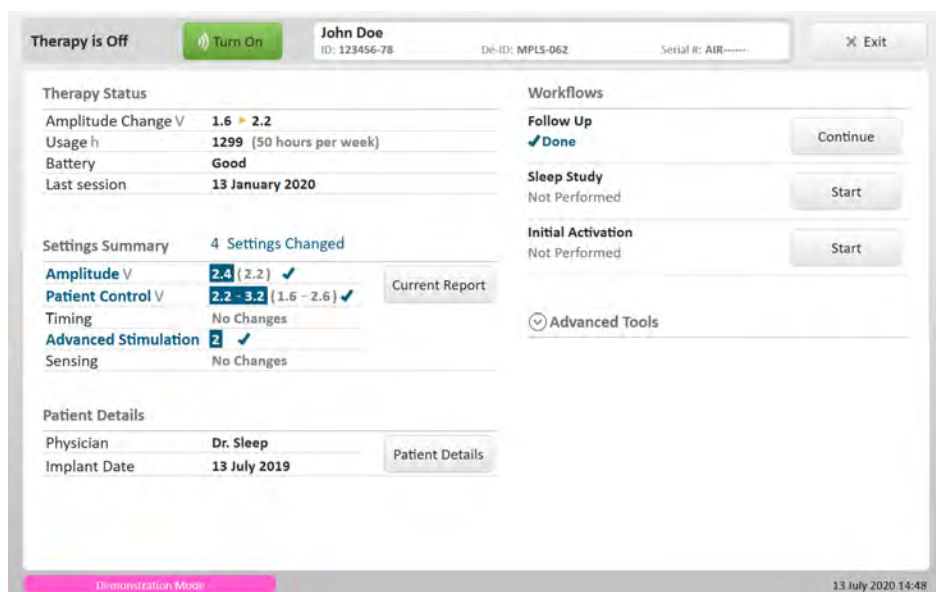 Therapy is Off
Turn On
John Doe
ID: 123456-78 De-ID: MPLS-062 Serial #: AIR------
Exit
Therapy Status
Amplitude Change V 1.6 2.2
Usage h 1299 (50 hours per week)
Battery Good
Last session 13 January 2020
Settings Summary 4 Settings Changed
Amplitude V 2.4 (2.2)
Patient Control V 2.2 - 3.2 (1.6 - 2.6)
Timing No Changes
Advanced Stimulation 2
Sensing No Changes
Current Report
Patient Details
Physician Dr. Sleep
Implant Date 13 July 2019
Patient Details
Workflows
Follow Up
Done
Continue
Sleep Study
Not Performed
Start
Initial Activation
Not Performed
Start
Advanced Tools
Demonstration Mode
13 July 2020 14:48